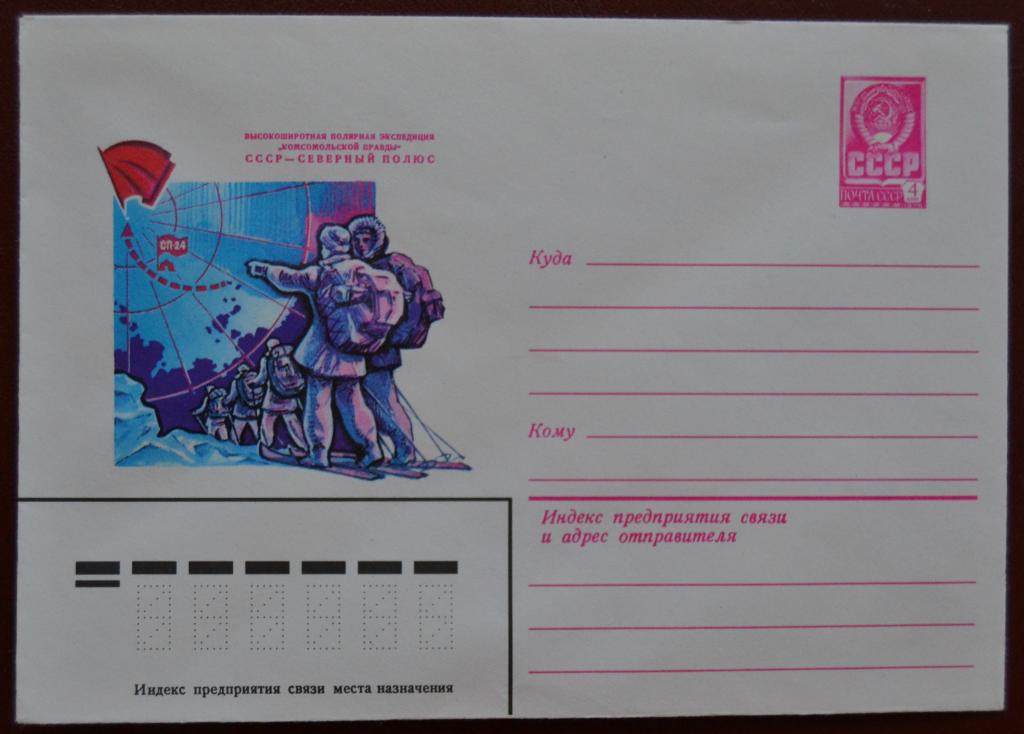 ВЫСОКОШИРОТНАЯ ПОЛЯРНАЯ ЭКСПЕДИЦИЯ
„КОМСОМОЛЬСКОЙ ПРАВДЫ“
СССР—СЕВЕРНЫЙ ПОЛЮС
СП-24
СССР
ПОЧТА СССР
4
Куда
Кому
Индекс предприятия связи
и адрес отправителя
Индекс предприятия связи места назначения